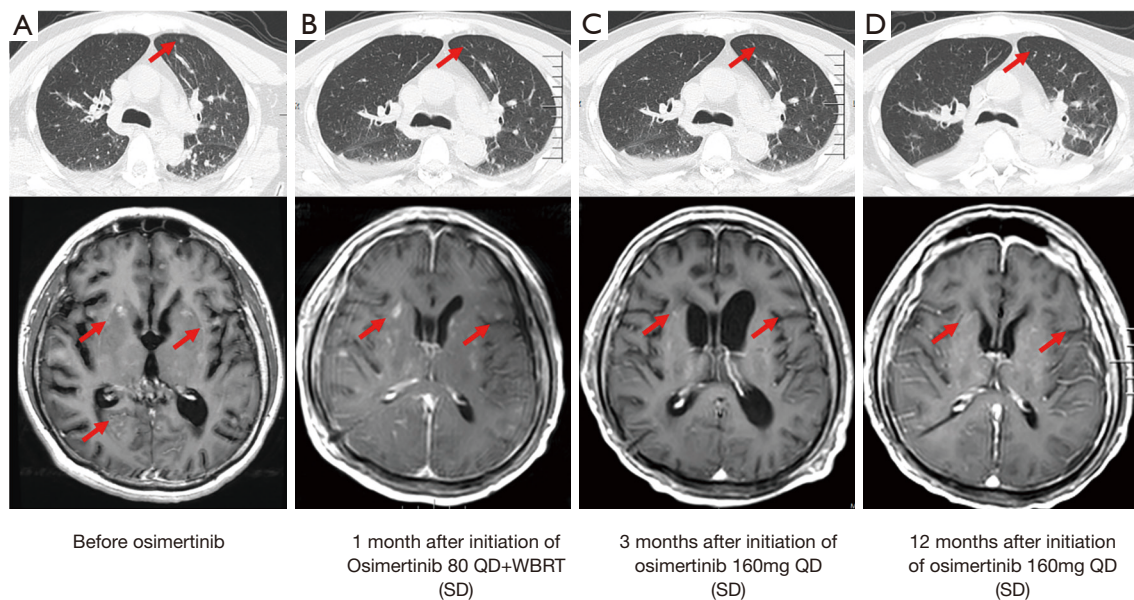 A
B
C
D
Before osimertinib
1 month after initiation of
Osimertinib 80 QD+WBRT
(SD)
3 months after initiation of
osimertinib 160mg QD
(SD)
12 months after initiation
of osimertinib 160mg QD
(SD)